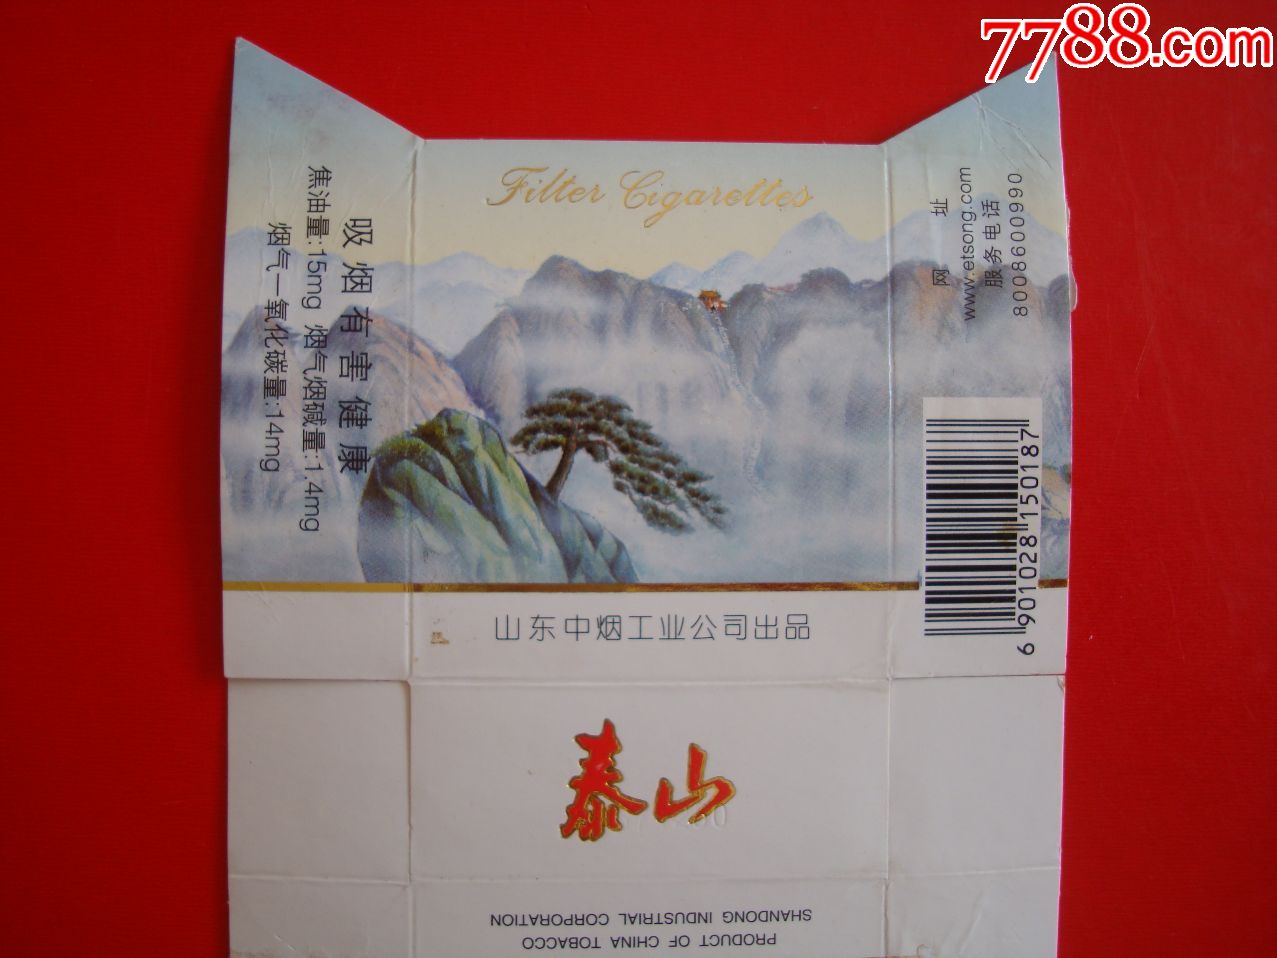 7788.com
Filter Cigarettes
吸烟有害健康
焦油量:15mg 烟气烟碱量:1.4mg
烟气一氧化碳量:14mg
网 址
www.etsong.com
服务电话
8008600990
6 901028 150187
山东中烟工业公司出品
泰山
PRODUCT OF CHINA TOBACCO
SHANDONG INDUSTRIAL CORPORATION